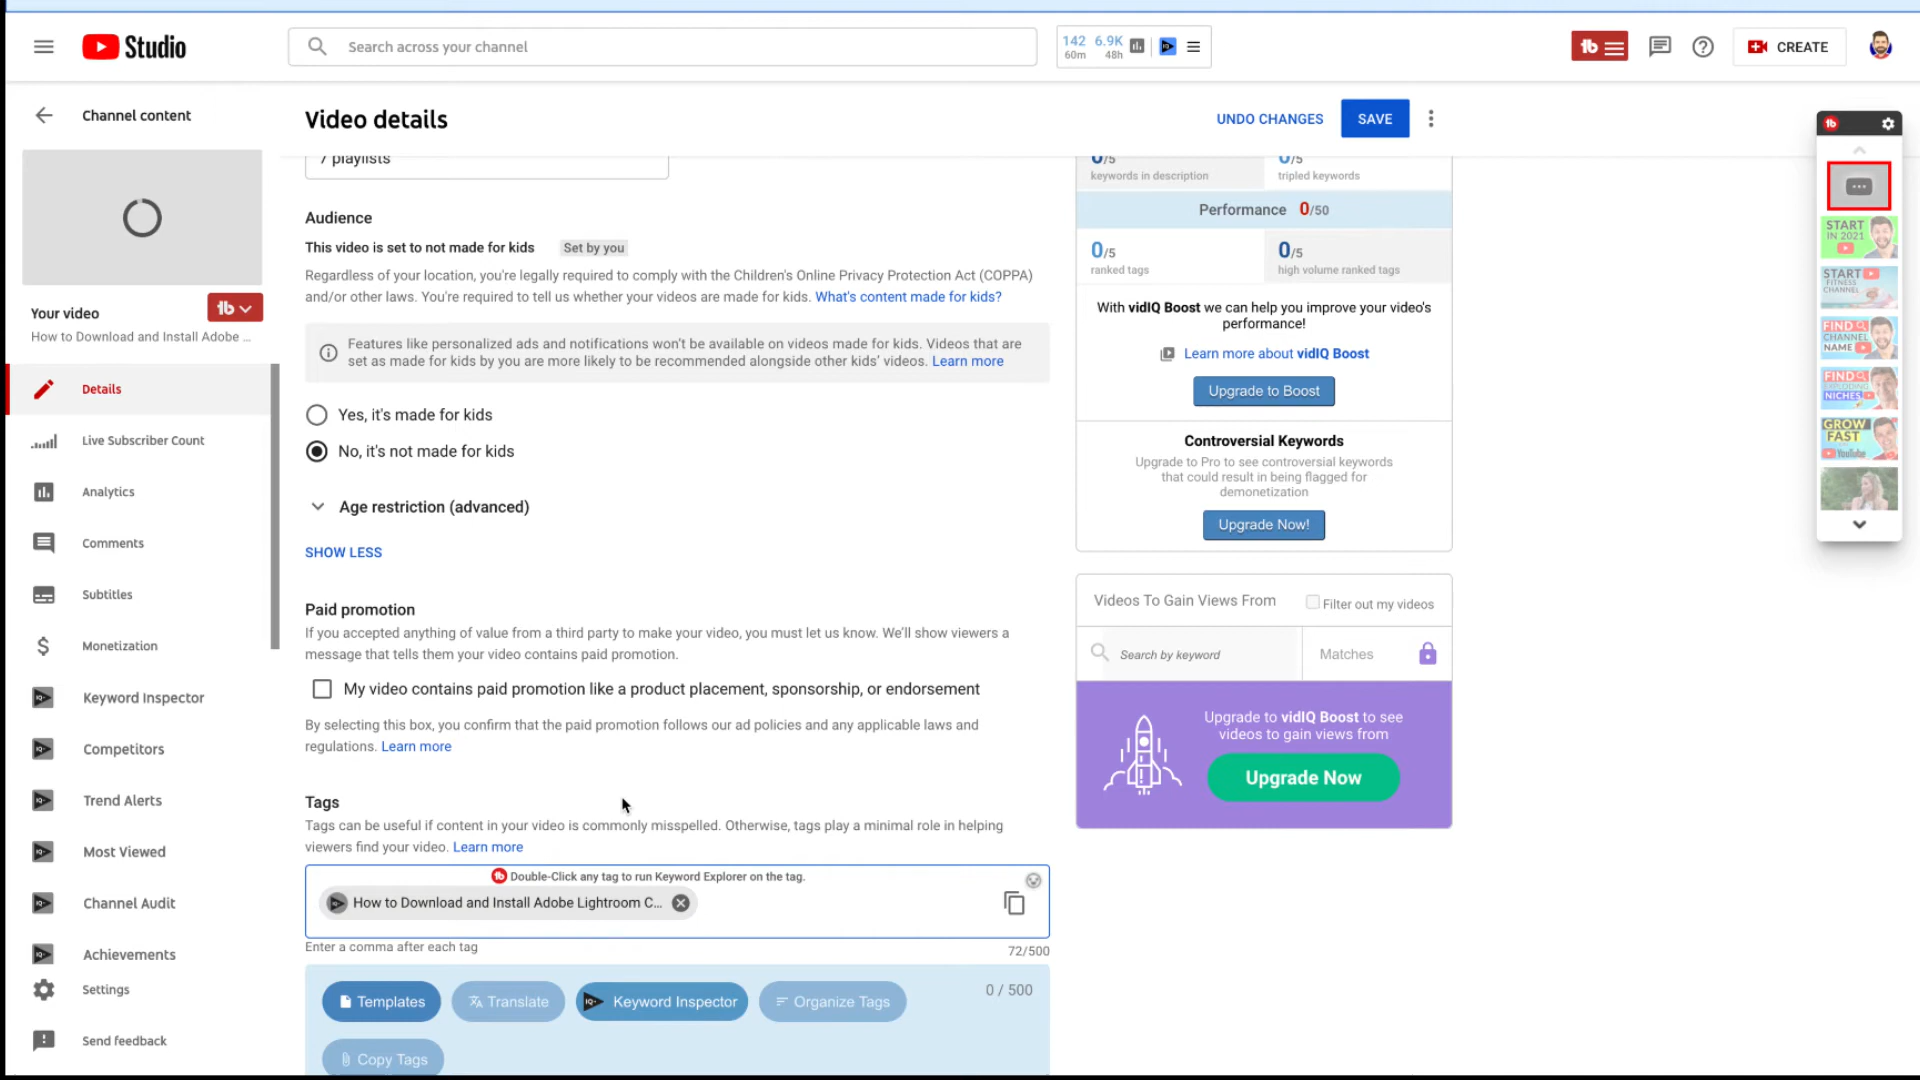 Studio
Search across your channel
142 6.9K
60m 48h
CREATE
Channel content
Video details
UNDO CHANGES
SAVE
7 playlists
0/5
keywords in description
0/5
tripled keywords
Performance 0/50
0/5
ranked tags
0/5
high volume ranked tags
With vidIQ Boost we can help you improve your video's
performance!
Learn more about vidIQ Boost
Upgrade to Boost
Controversial Keywords
Upgrade to Pro to see controversial keywords
that could result in being flagged for
demonetization
Upgrade Now!
Videos To Gain Views From
Filter out my videos
Search by keyword
Matches
Upgrade to vidIQ Boost to see
videos to gain views from
Upgrade Now
Audience
This video is set to not made for kids
Set by you
Regardless of your location, you're legally required to comply with the Children's Online Privacy Protection Act (COPPA)
and/or other laws. You're required to tell us whether your videos are made for kids. What's content made for kids?
Features like personalized ads and notifications won't be available on videos made for kids. Videos that are
set as made for kids by you are more likely to be recommended alongside other kids' videos. Learn more
Yes, it's made for kids
No, it's not made for kids
Age restriction (advanced)
SHOW LESS
Paid promotion
If you accepted anything of value from a third party to make your video, you must let us know. We'll show viewers a
message that tells them your video contains paid promotion.
My video contains paid promotion like a product placement, sponsorship, or endorsement
By selecting this box, you confirm that the paid promotion follows our ad policies and any applicable laws and
regulations. Learn more
Tags
Tags can be useful if content in your video is commonly misspelled. Otherwise, tags play a minimal role in helping
viewers find your video. Learn more
Double-Click any tag to run Keyword Explorer on the tag.
How to Download and Install Adobe Lightroom C...
Enter a comma after each tag
72/500
Templates
Translate
Keyword Inspector
Organize Tags
0 / 500
Copy Tags
Your video
How to Download and Install Adobe ...
Details
Live Subscriber Count
Analytics
Comments
Subtitles
Monetization
Keyword Inspector
Competitors
Trend Alerts
Most Viewed
Channel Audit
Achievements
Settings
Send feedback
START
IN 2021
START
FITNESS
CHANNEL
FIND
CHANNEL
NAME
FIND
EXPLODING
NICHES
GROW
FAST
YouTube